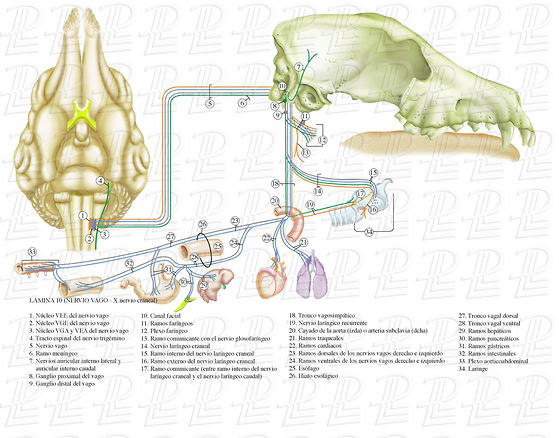 LAMINA 10 (NERVIO VAGO - X nervio craneal)
1. Núcleo VEE del nervio vago
2. Núcleo VGE del nervio vago
3. Núcleo VGA y VEA del nervio vago
4. Tracto espinal del nervio trigémino
5. Nervio vago
6. Ramo meníngeo
7. Nervios auricular interno lateral y
auricular interno caudal
8. Ganglio proximal del vago
9. Ganglio distal del vago
10. Canal facial
11. Ramos faríngeos
12. Plexo faríngeo
13. Ramo comunicante con el nervio glosofaríngeo
14. Nervio laríngeo craneal
15. Ramo interno del nervio laríngeo craneal
16. Ramo externo del nervio laríngeo craneal
17. Ramo comunicante (entre ramo interno del nervio
laríngeo craneal y el nervio laríngeo caudal)
18. Tronco vagosimpático
19. Nervio laríngeo recurrente
20. Cayado de la aorta (izda) o arteria subclavia (dcha)
21. Ramos traqueales
22. Ramos cardiacos
23. Ramos dorsales de los nervios vagos derecho e izquierdo
24. Ramos ventrales de los nervios vagos derecho e izquierdo
25. Esófago
26. Hiato esofágico
27. Tronco vagal dorsal
28. Tronco vagal ventral
29. Ramos hepáticos
30. Ramos pancreáticos
31. Ramos gástricos
32. Ramos intestinales
33. Plexo aorticoabdominal
34. Laringe